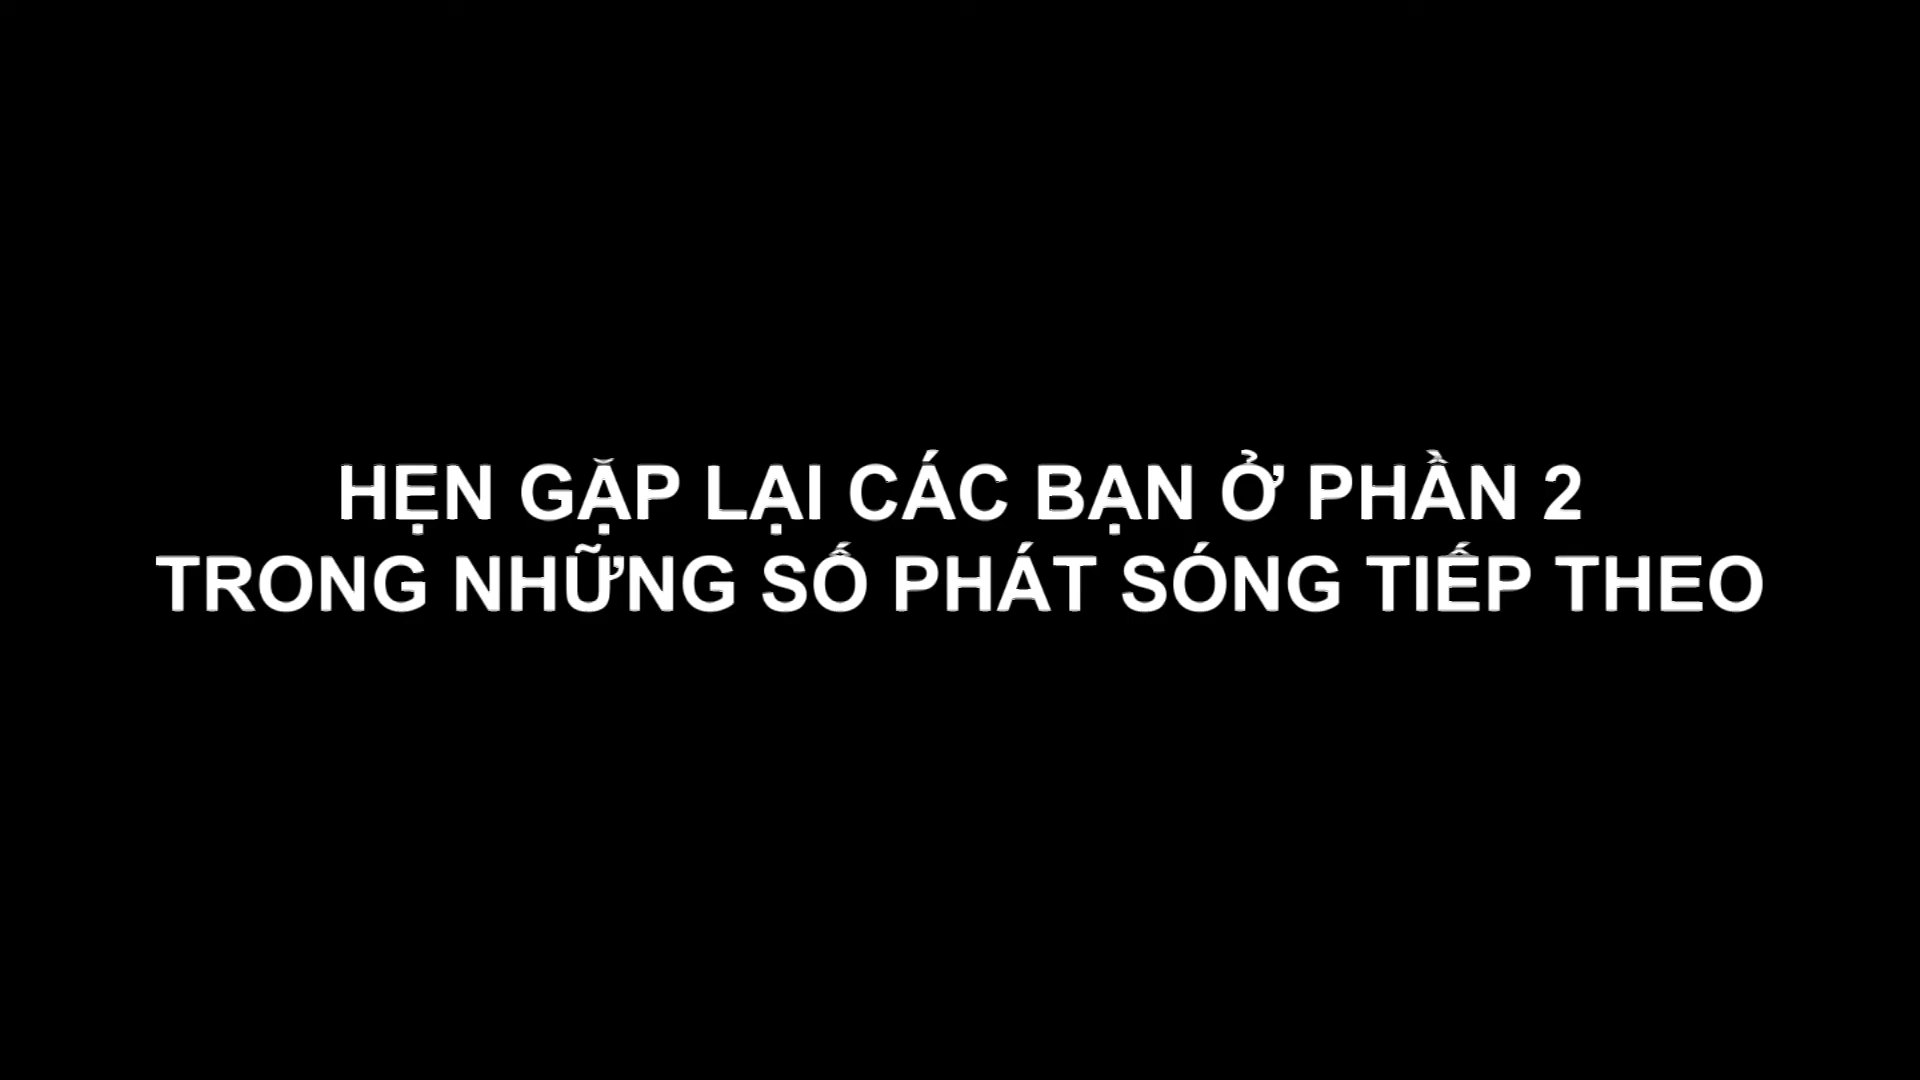 HẸN GẶP LẠI CÁC BẠN Ở PHẦN 2
TRONG NHỮNG SỐ PHÁT SÓNG TIẾP THEO